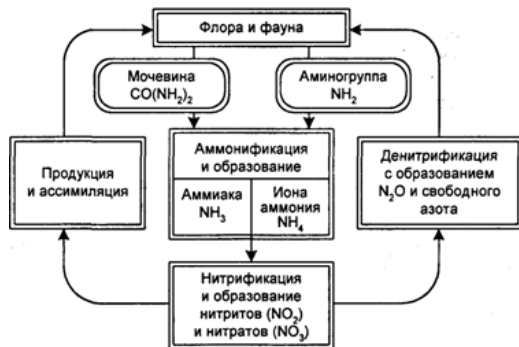 Флора и фауна
Мочевина
CO(NH₂)₂
Аминогруппа
NH₂
Продукция
и ассимиляция
Аммонификация
и образование
Аммиака
NH₃
Иона
аммония
NH₄
Денитрификация
с образованием
N₂O и свободного
азота
Нитрификация
и образование
нитритов (NO₂)
и нитратов (NO₃)